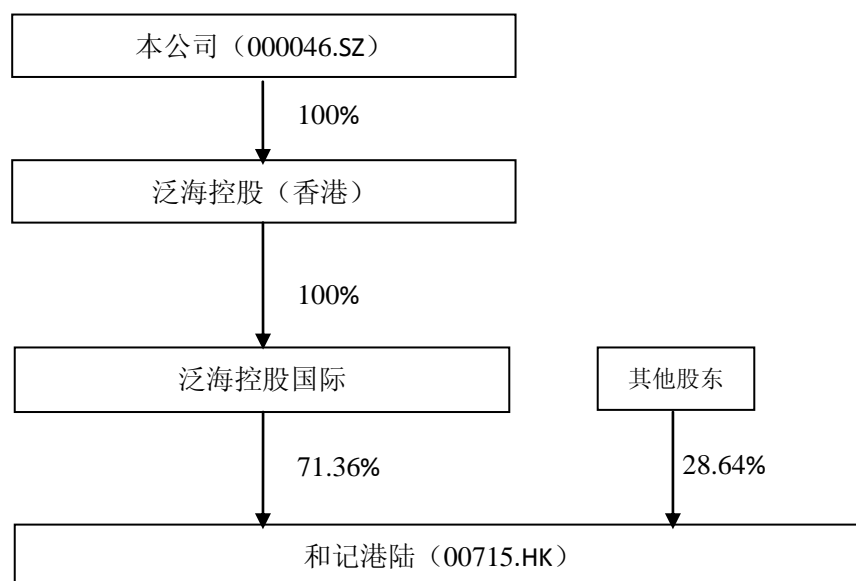 本公司（000046.SZ）
100%
泛海控股（香港）
100%
泛海控股国际
其他股东
71.36%
28.64%
和记港陆（00715.HK）